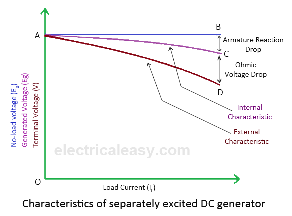 B
A
Armature Reaction
Drop
C
Ohmic
Voltage Drop
D
No-load voltage (E₀)
Generated Voltage (Eg)
Terminal Voltage (V)
Internal
Characteristic
External
Characteristic
electricaleasy.com
O
Load Current (IL)
Characteristics of separately excited DC generator